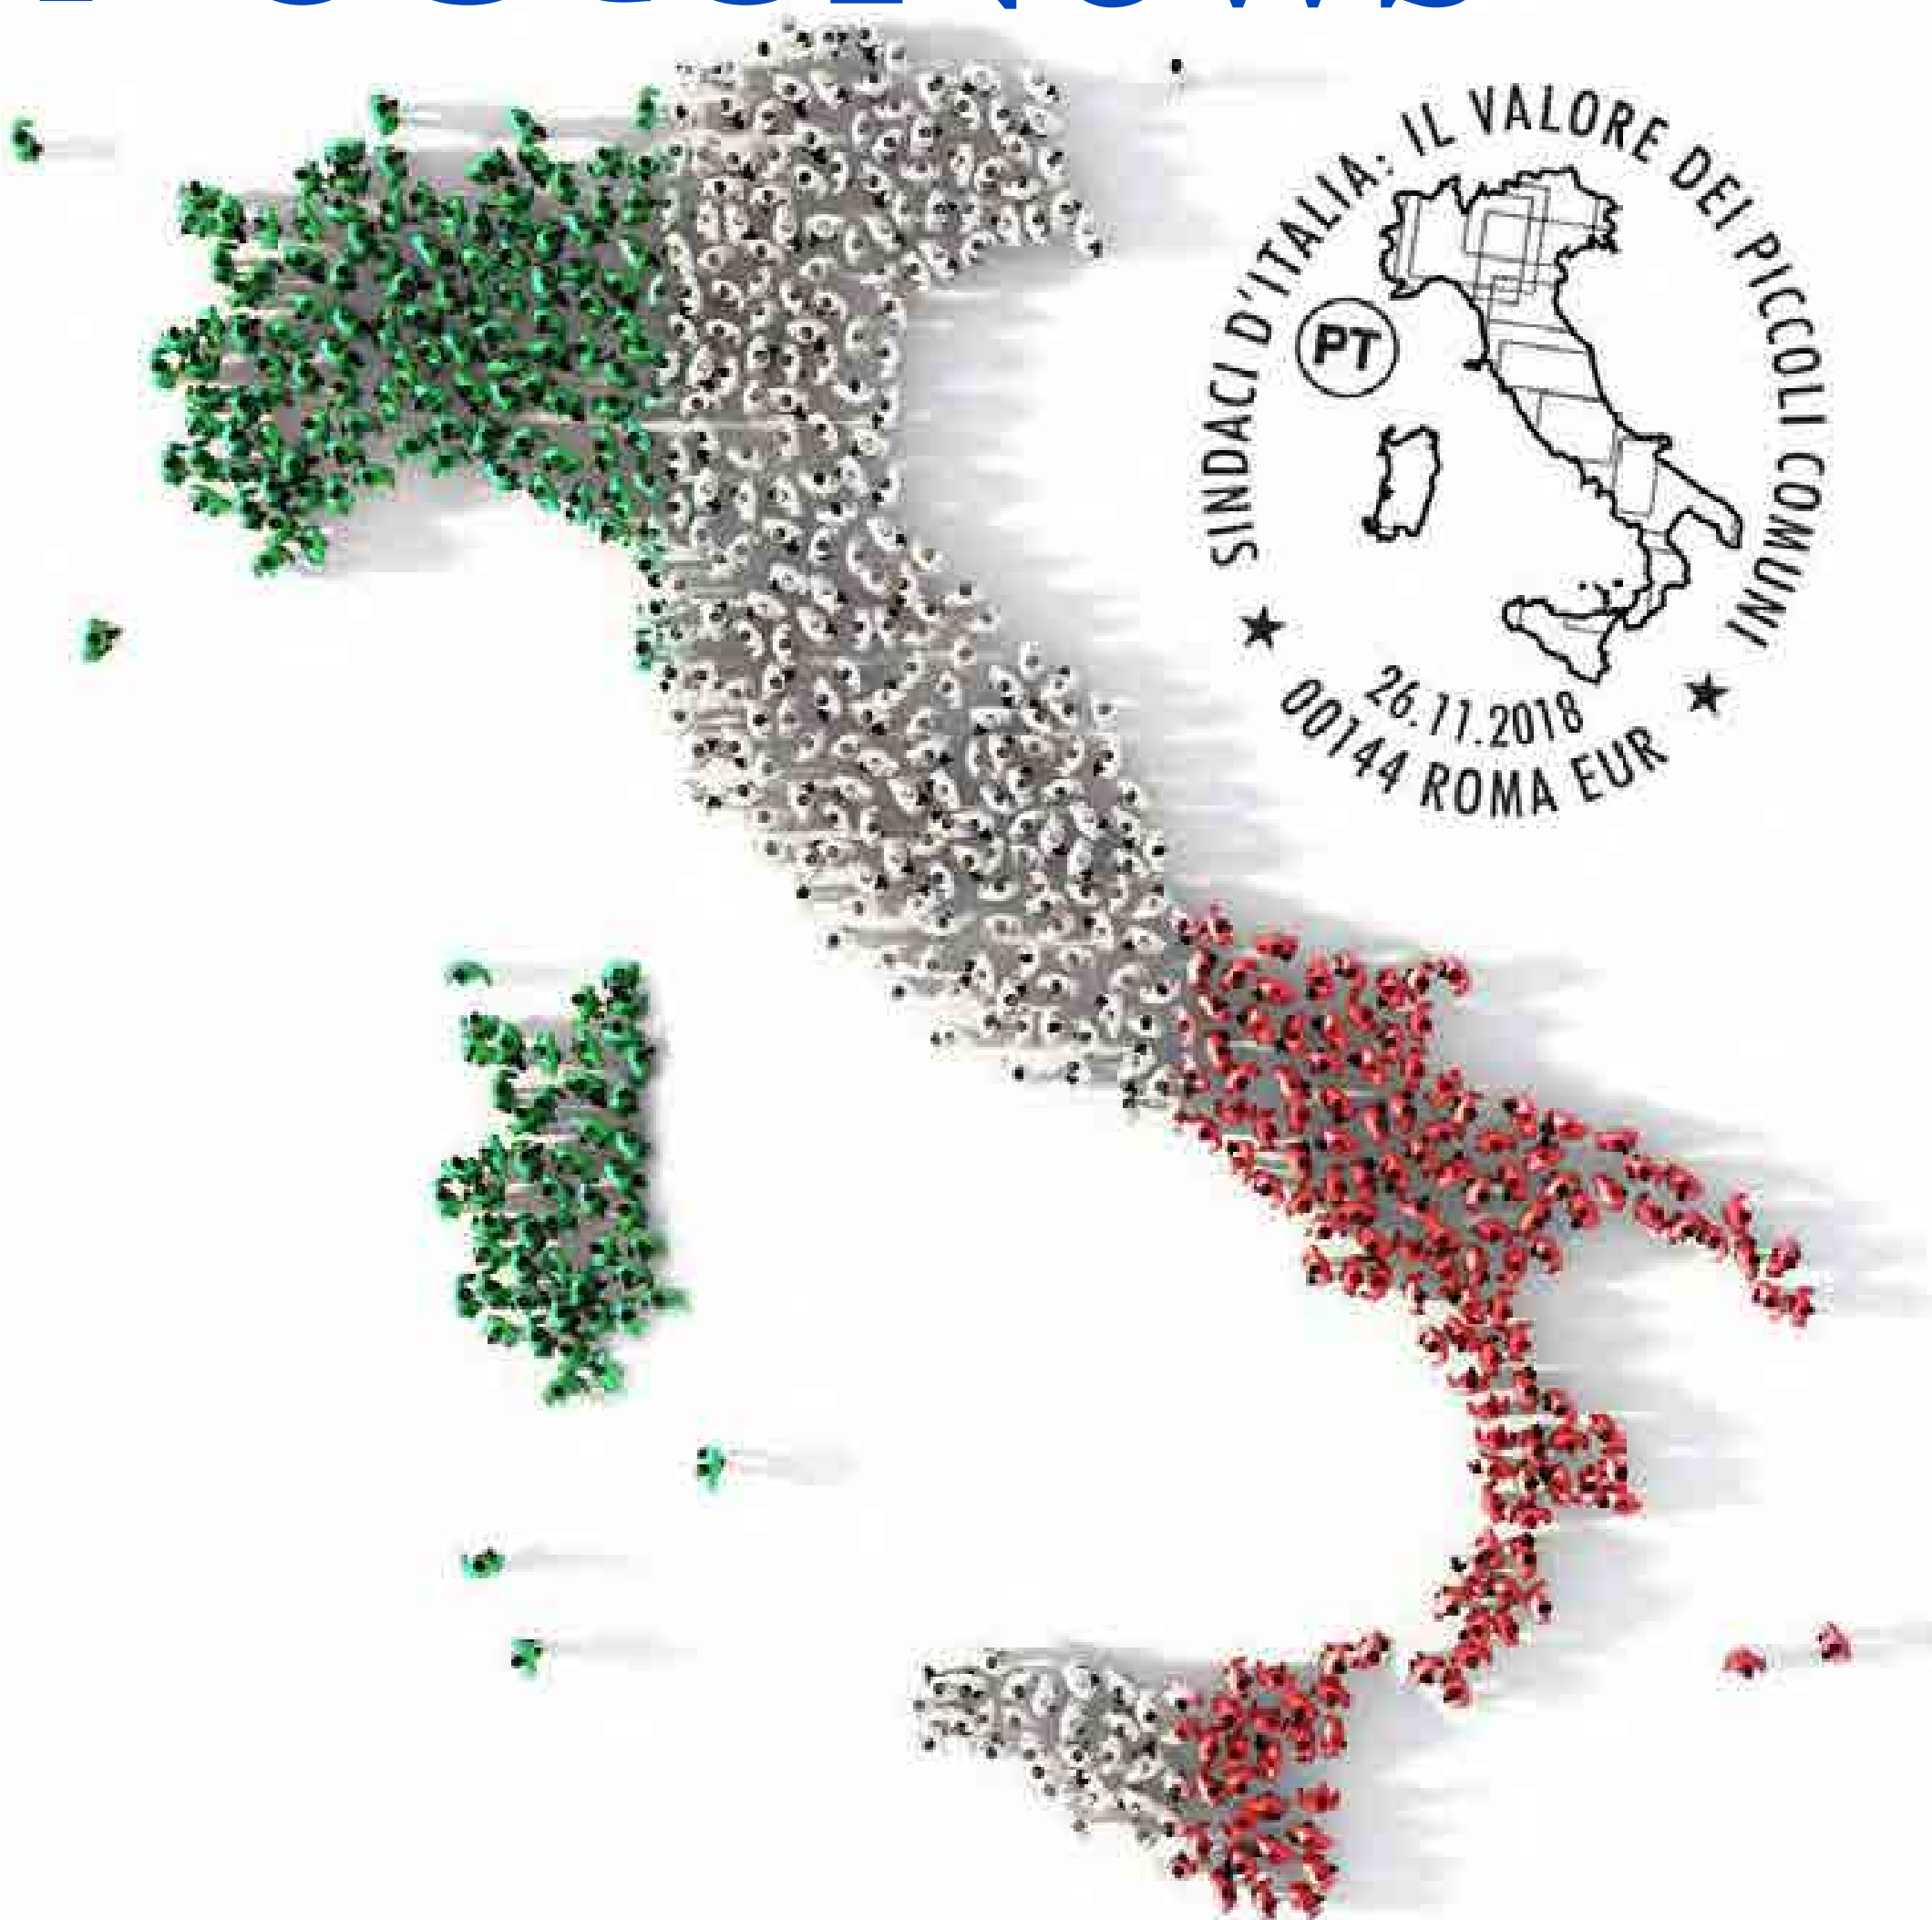 SINDACI D'ITALIA: IL VALORE DEI PICCOLI COMUNI
PT
26.11.2018
00144 ROMA EUR